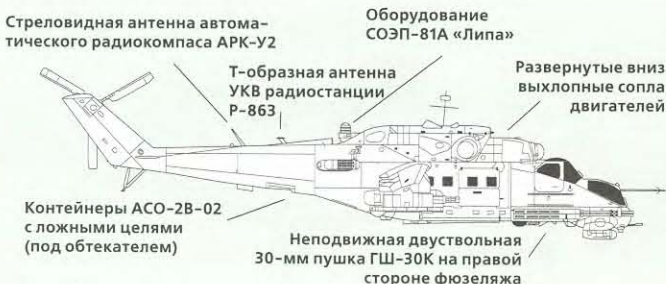 Стреловидная антенна автома-
тического радиокомпаса АРК-У2
Оборудование
СОЭП-81А «Липа»
Т-образная антенна
УКВ радиостанции
Р-863
Развернутые вниз
выхлопные сопла
двигателей
Контейнеры АСО-2В-02
с ложными целями
(под обтекателем)
Неподвижная двуствольная
30-мм пушка ГШ-30К на правой
стороне фюзеляжа